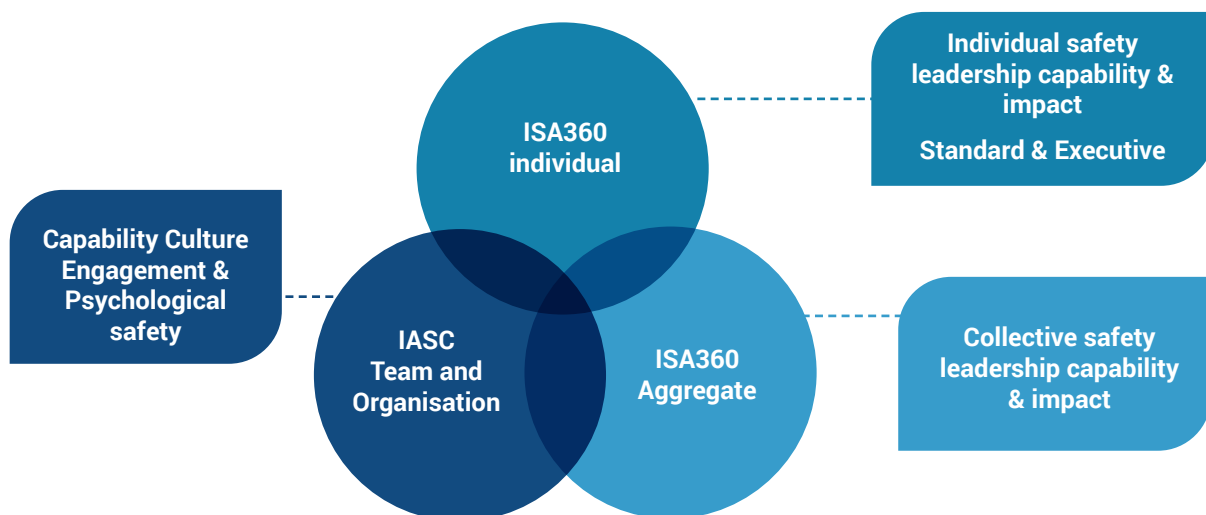 ISA360
individual
Individual safety
leadership capability &
impact
Standard & Executive
Capability Culture
Engagement &
Psychological
safety
IASC
Team and
Organisation
ISA360
Aggregate
Collective safety
leadership capability
& impact